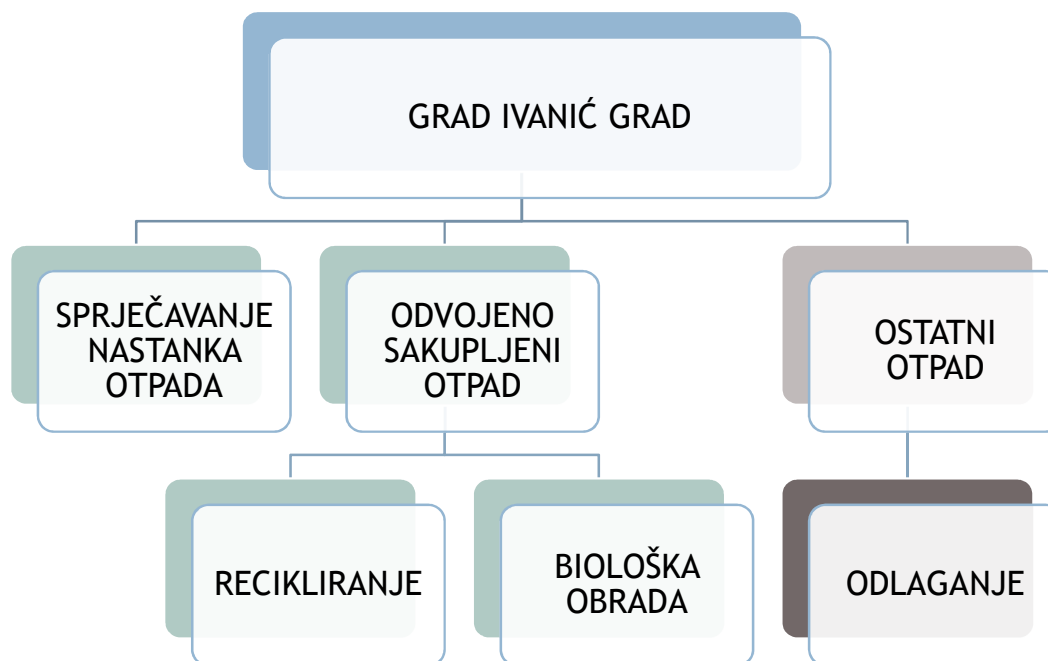 GRAD IVANIĆ GRAD
SPRJEČAVANJE
NASTANKA
OTPADA
ODVOJENO
SAKUPLJENI
OTPAD
OSTATNI
OTPAD
RECIKLIRANJE
BIOLOŠKA
OBRADA
ODLAGANJE